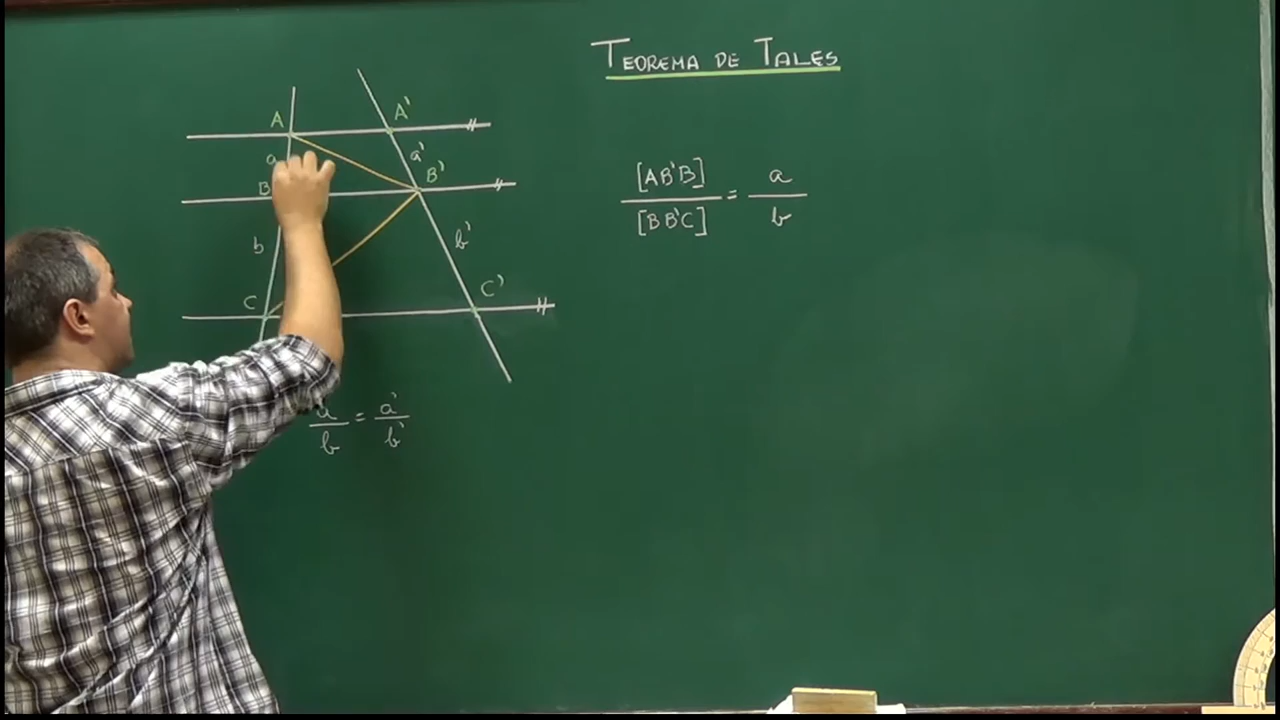 TEOREMA DE TALES
A A'
a a'
B B'
b b'
C C'
[AB'B] / [BB'C] = a / b
a / b = a' / b'